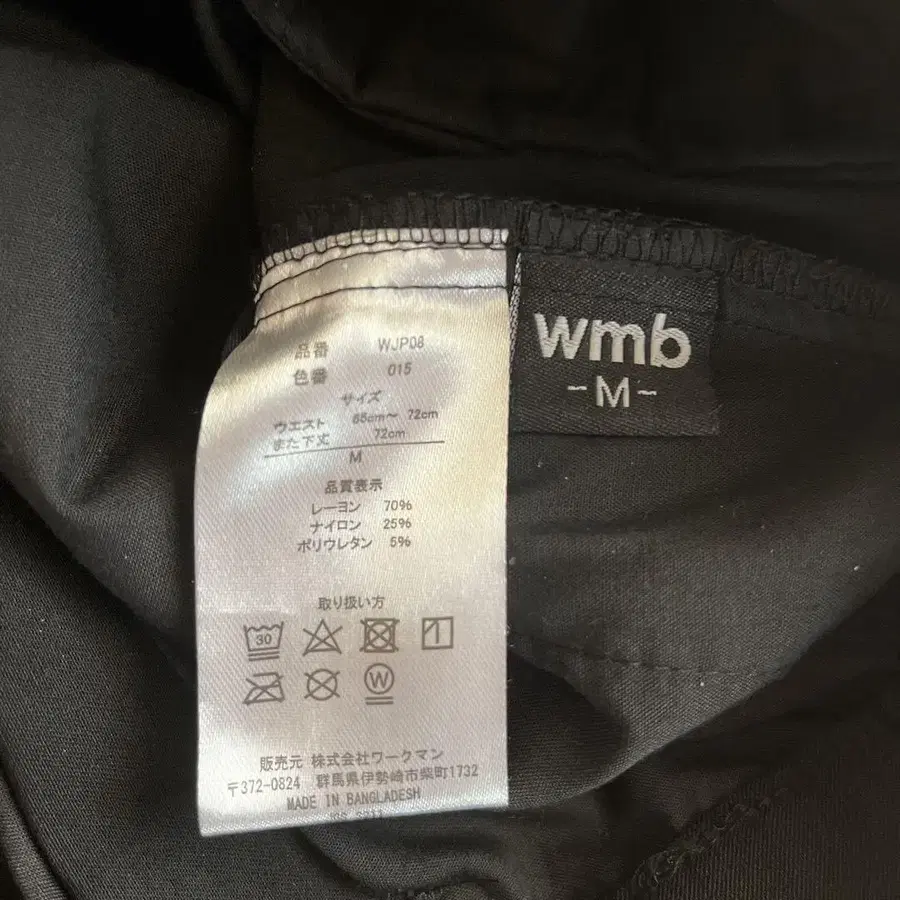 品番 WJP08
色番 015
サイズ
ウエスト 65cm～ 72cm
また下丈 72cm
M
品質表示
レーヨン 70%
ナイロン 25%
ポリウレタン 5%
取り扱い方
30
W
販売元 株式会社ワークマン
〒372-0824 群馬県伊勢崎市柴町1732
MADE IN BANGLADESH
wmb
-M-